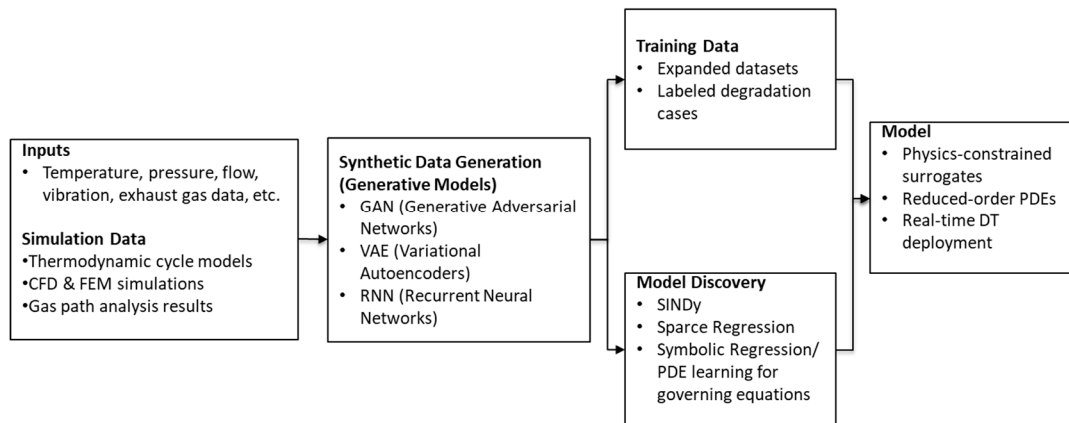 Inputs
• Temperature, pressure, flow,
vibration, exhaust gas data, etc.
Simulation Data
•Thermodynamic cycle models
•CFD & FEM simulations
•Gas path analysis results
Synthetic Data Generation
(Generative Models)
• GAN (Generative Adversarial
Networks)
• VAE (Variational
Autoencoders)
• RNN (Recurrent Neural
Networks)
Training Data
• Expanded datasets
• Labeled degradation
cases
Model Discovery
• SINDy
• Sparce Regression
• Symbolic Regression/
PDE learning for
governing equations
Model
• Physics-constrained
surrogates
• Reduced-order PDEs
• Real-time DT
deployment